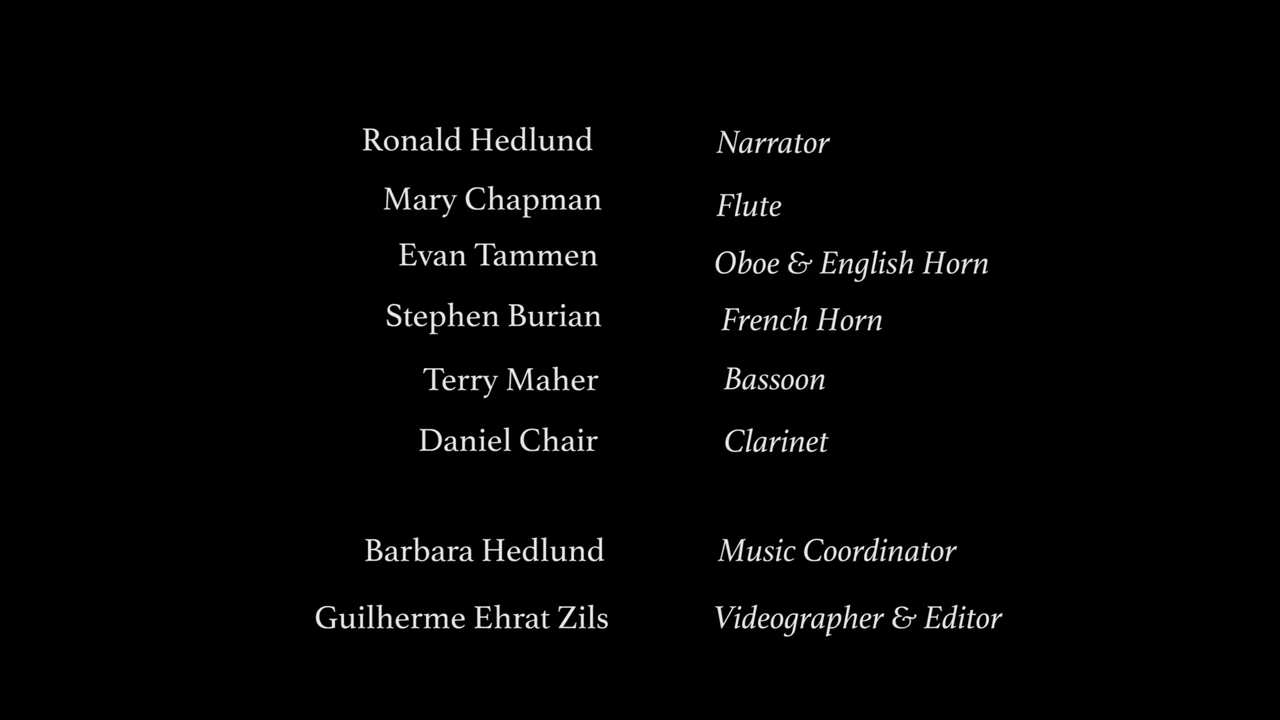 Ronald Hedlund Narrator
Mary Chapman Flute
Evan Tammen Oboe & English Horn
Stephen Burian French Horn
Terry Maher Bassoon
Daniel Chair Clarinet
Barbara Hedlund Music Coordinator
Guilherme Ehrat Zils Videographer & Editor